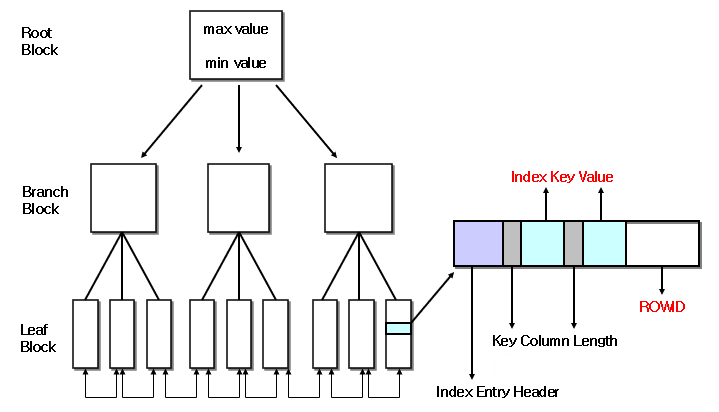 Root
Block
max value
min value
Branch
Block
Index Key Value
ROWID
Leaf
Block
Key Column Length
Index Entry Header